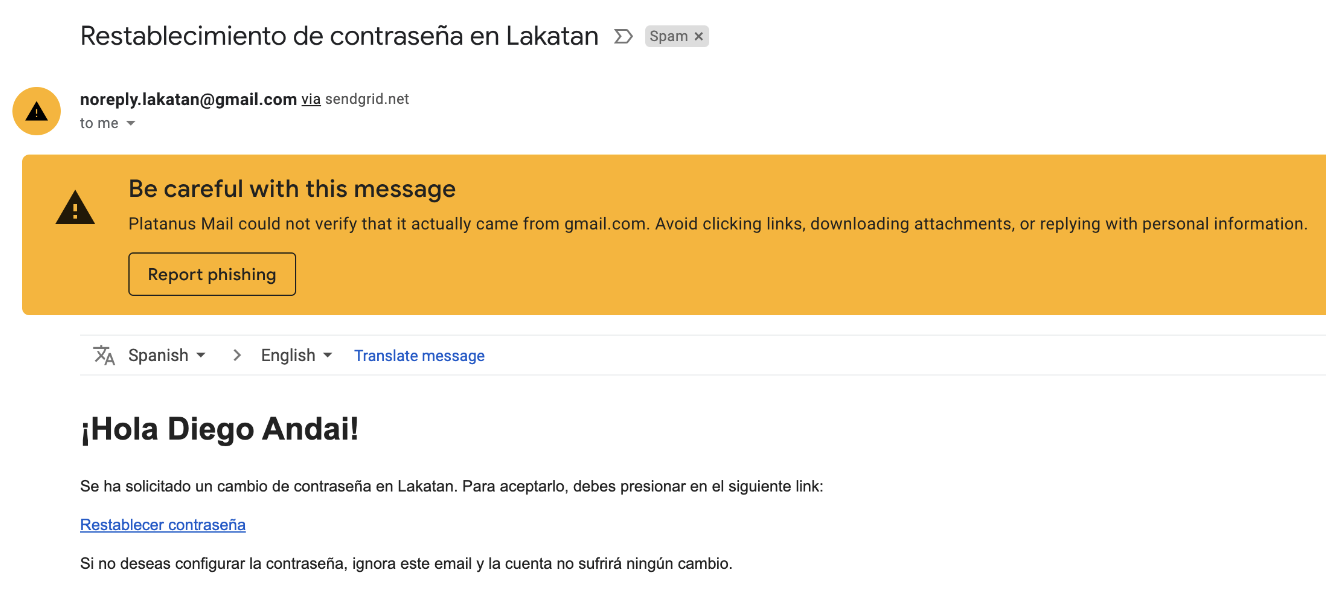 Restablecimiento de contraseña en Lakatan Spam ×
noreply.lakatan@gmail.com via sendgrid.net
to me
Be careful with this message
Platanus Mail could not verify that it actually came from gmail.com. Avoid clicking links, downloading attachments, or replying with personal information.
Report phishing
Spanish English Translate message
¡Hola Diego Andai!
Se ha solicitado un cambio de contraseña en Lakatan. Para aceptarlo, debes presionar en el siguiente link:
Restablecer contraseña
Si no deseas configurar la contraseña, ignora este email y la cuenta no sufrirá ningún cambio.